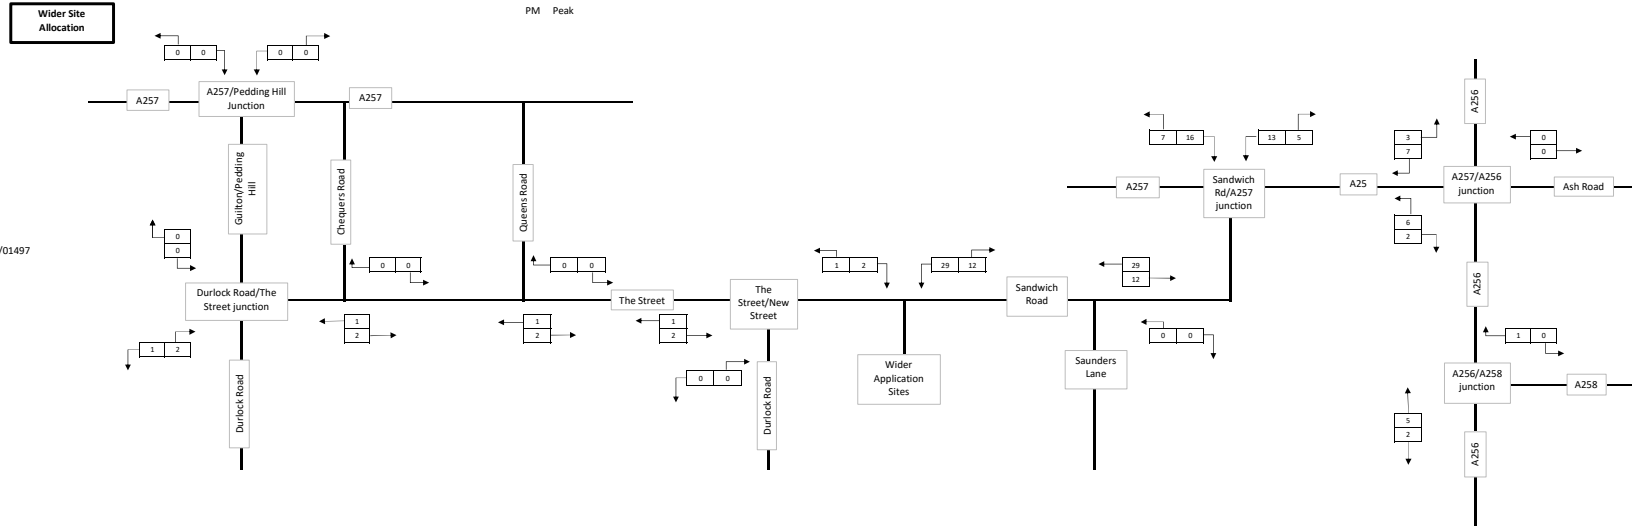 Wider Site
Allocation
PM Peak
0 0
0 0
A257
A257/Pedding Hill
Junction
A257
Guilton/Pedding
Hill
Chequers Road
Queens Road
/01497
0
0
0 0
0 0
Durlock Road/The
Street junction
The Street
The
Street/New
Street
1 2
29 12
Sandwich
Road
29
12
1 2
1
2
1
2
1
2
0 0
0 0
Durlock Road
Durlock Road
Wider
Application
Sites
Saunders
Lane
7 16
13 5
A257
Sandwich
Rd/A257
junction
A25
3
7
A256
0
0
A257/A256
junction
Ash Road
6
2
A256
1 0
A256/A258
junction
A258
5
2
A256